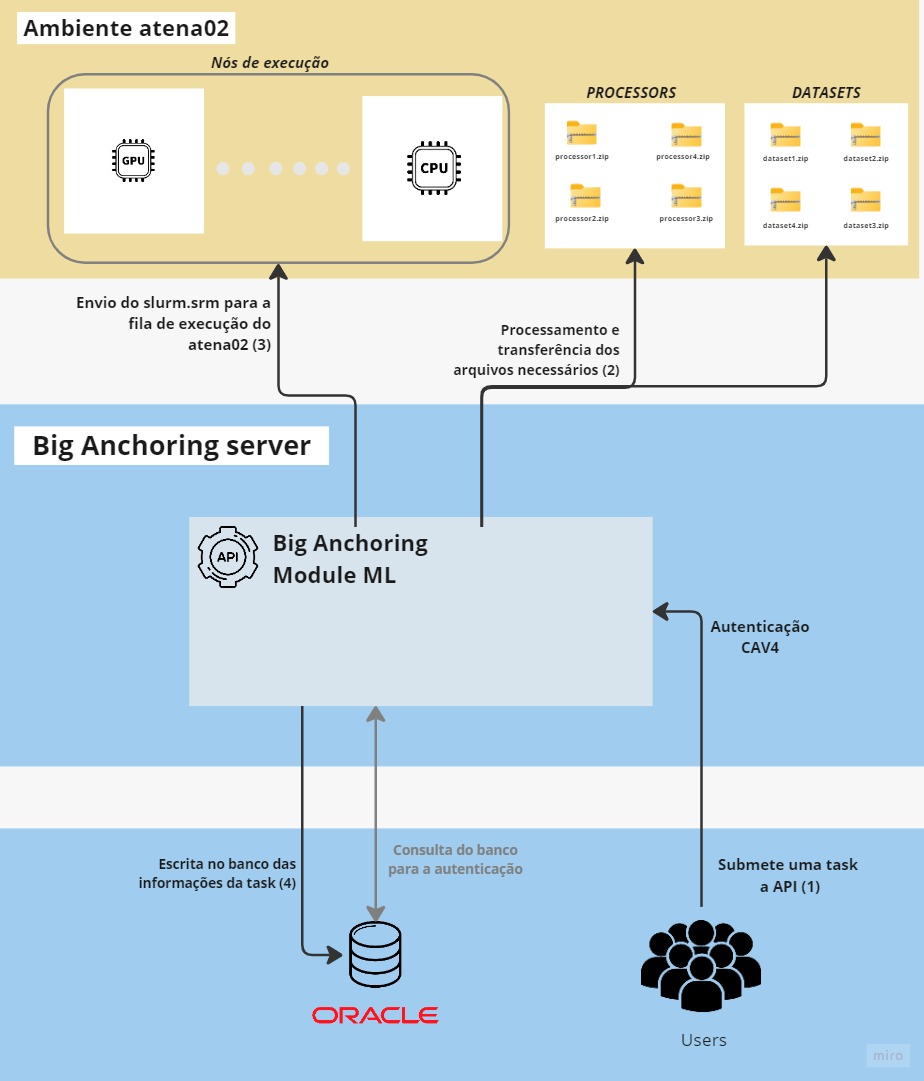 Ambiente atena02
Nós de execução
GPU
CPU
PROCESSORS
processor1.zip
processor4.zip
processor2.zip
processor3.zip
DATASETS
dataset1.zip
dataset2.zip
dataset4.zip
dataset3.zip
Envio do slurm.srm para a
fila de execução do
atena02 (3)
Processamento e
transferência dos
arquivos necessários (2)
Big Anchoring server
API
Big Anchoring
Module ML
Autenticação
CAV4
Escrita no banco das
informações da task (4)
Consulta do banco
para a autenticação
Submete uma task
a API (1)
ORACLE
Users
miro